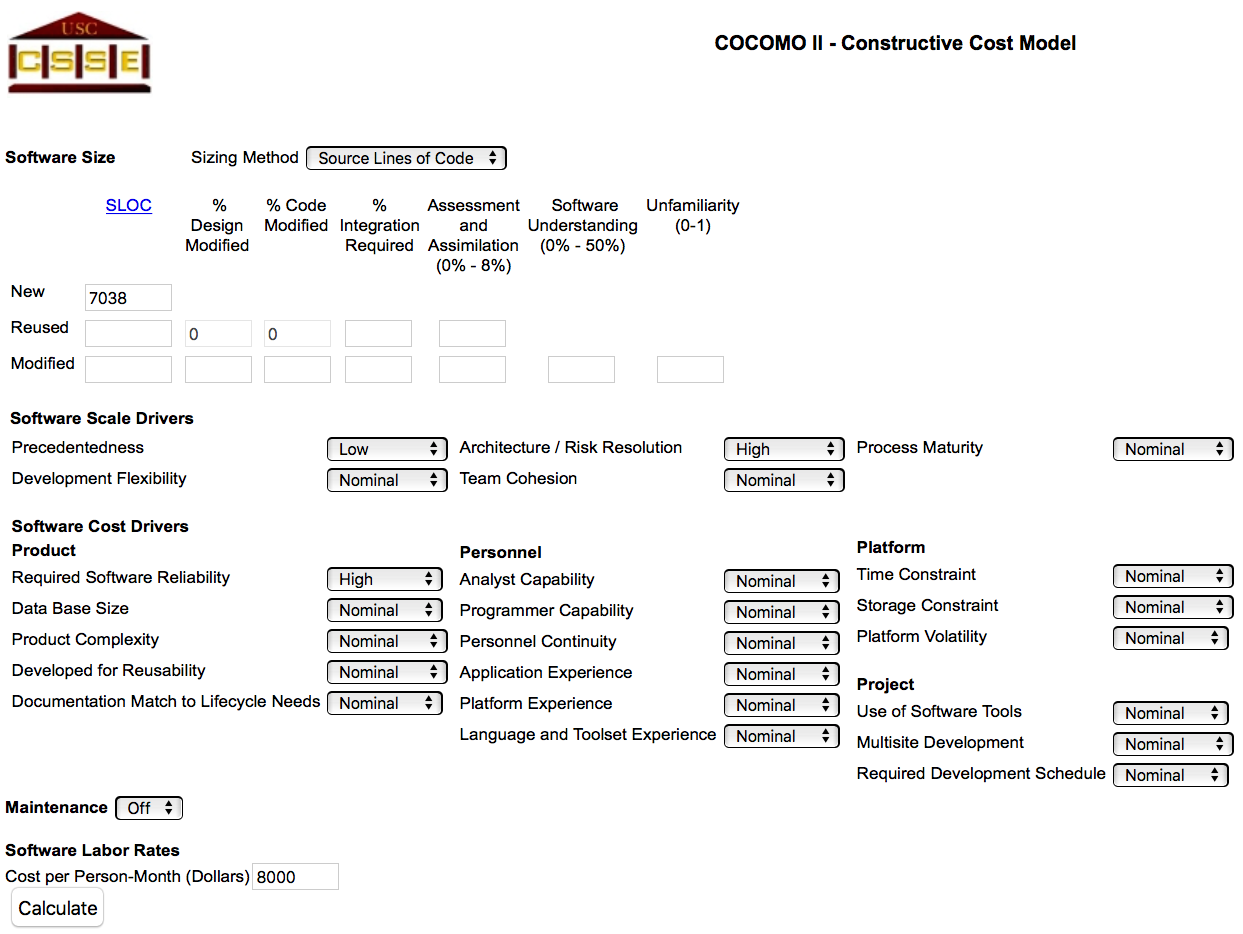 USC
CSSE
COCOMO II - Constructive Cost Model
Software Size Sizing Method Source Lines of Code
SLOC % Design Modified % Code Modified % Integration Required Assessment and Assimilation (0% - 8%) Software Understanding (0% - 50%) Unfamiliarity (0-1)
New 7038
Reused 0 0
Modified
Software Scale Drivers
Precedentedness Low Architecture / Risk Resolution High Process Maturity Nominal
Development Flexibility Nominal Team Cohesion Nominal
Software Cost Drivers
Product
Required Software Reliability High
Data Base Size Nominal
Product Complexity Nominal
Developed for Reusability Nominal
Documentation Match to Lifecycle Needs Nominal
Personnel
Analyst Capability Nominal
Programmer Capability Nominal
Personnel Continuity Nominal
Application Experience Nominal
Platform Experience Nominal
Language and Toolset Experience Nominal
Platform
Time Constraint Nominal
Storage Constraint Nominal
Platform Volatility Nominal
Project
Use of Software Tools Nominal
Multisite Development Nominal
Required Development Schedule Nominal
Maintenance Off
Software Labor Rates
Cost per Person-Month (Dollars) 8000
Calculate